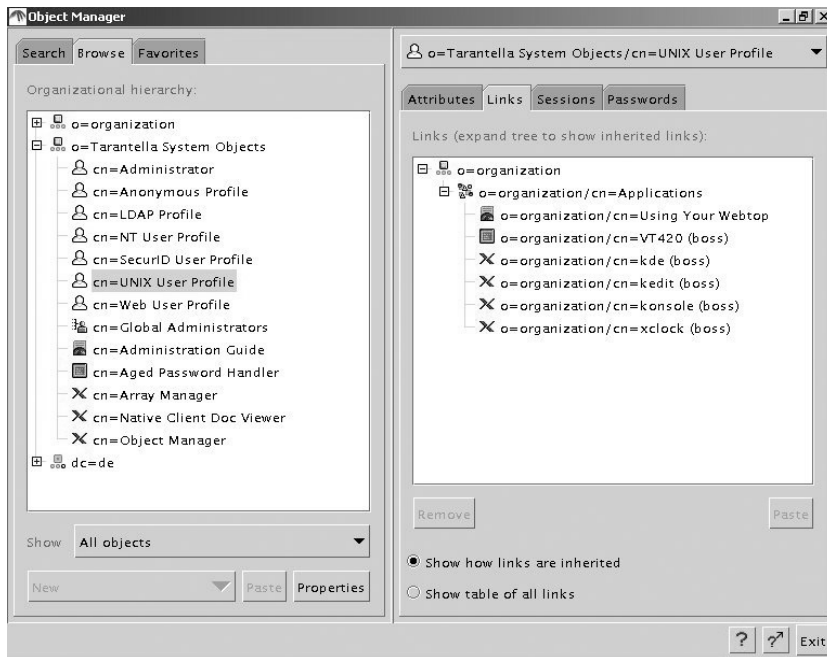 Object Manager
Search Browse Favorites
Organizational hierarchy:
o=organization
o=Tarantella System Objects
cn=Administrator
cn=Anonymous Profile
cn=LDAP Profile
cn=NT User Profile
cn=SecurID User Profile
cn=UNIX User Profile
cn=Web User Profile
cn=Global Administrators
cn=Administration Guide
cn=Aged Password Handler
cn=Array Manager
cn=Native Client Doc Viewer
cn=Object Manager
dc=de
Show All objects
New Paste Properties
o=Tarantella System Objects/cn=UNIX User Profile
Attributes Links Sessions Passwords
Links (expand tree to show inherited links):
o=organization
o=organization/cn=Applications
o=organization/cn=Using Your Webtop
o=organization/cn=VT420 (boss)
o=organization/cn=kde (boss)
o=organization/cn=kedit (boss)
o=organization/cn=konsole (boss)
o=organization/cn=xclock (boss)
Remove Paste
Show how links are inherited
Show table of all links
? ? Exit